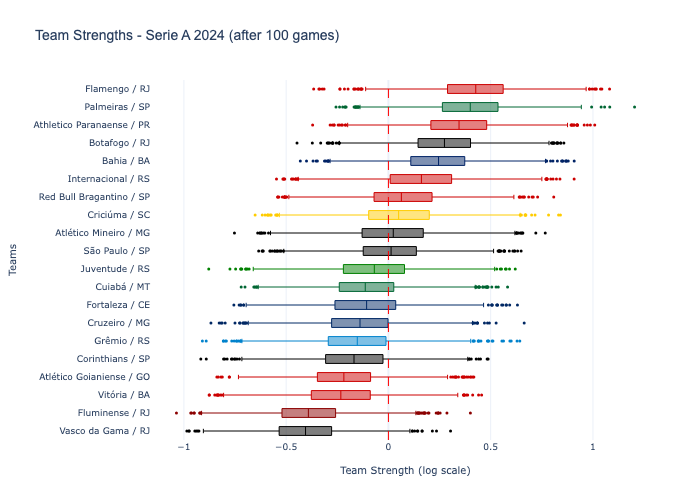 Team Strengths - Serie A 2024 (after 100 games)
Flamengo / RJ
Palmeiras / SP
Athletico Paranaense / PR
Botafogo / RJ
Bahia / BA
Internacional / RS
Red Bull Bragantino / SP
Criciúma / SC
Atlético Mineiro / MG
São Paulo / SP
Juventude / RS
Cuiabá / MT
Fortaleza / CE
Cruzeiro / MG
Grêmio / RS
Corinthians / SP
Atlético Goianiense / GO
Vitória / BA
Fluminense / RJ
Vasco da Gama / RJ
Teams
−1 −0.5 0 0.5 1
Team Strength (log scale)